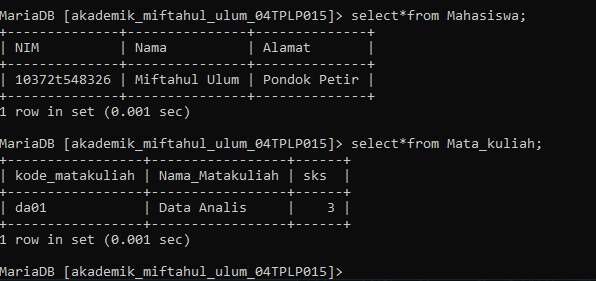 MariaDB [akademik_miftahul_ulum_04TPLP015]> select*from Mahasiswa;
+--------------+---------------+--------------+
| NIM          | Nama          | Alamat       |
+--------------+---------------+--------------+
| 10372t548326 | Miftahul Ulum | Pondok Petir |
+--------------+---------------+--------------+
1 row in set (0.001 sec)

MariaDB [akademik_miftahul_ulum_04TPLP015]> select*from Mata_kuliah;
+-----------------+-----------------+------+
| kode_matakuliah | Nama_Matakuliah | sks  |
+-----------------+-----------------+------+
| da01            | Data Analis     |    3 |
+-----------------+-----------------+------+
1 row in set (0.001 sec)

MariaDB [akademik_miftahul_ulum_04TPLP015]>